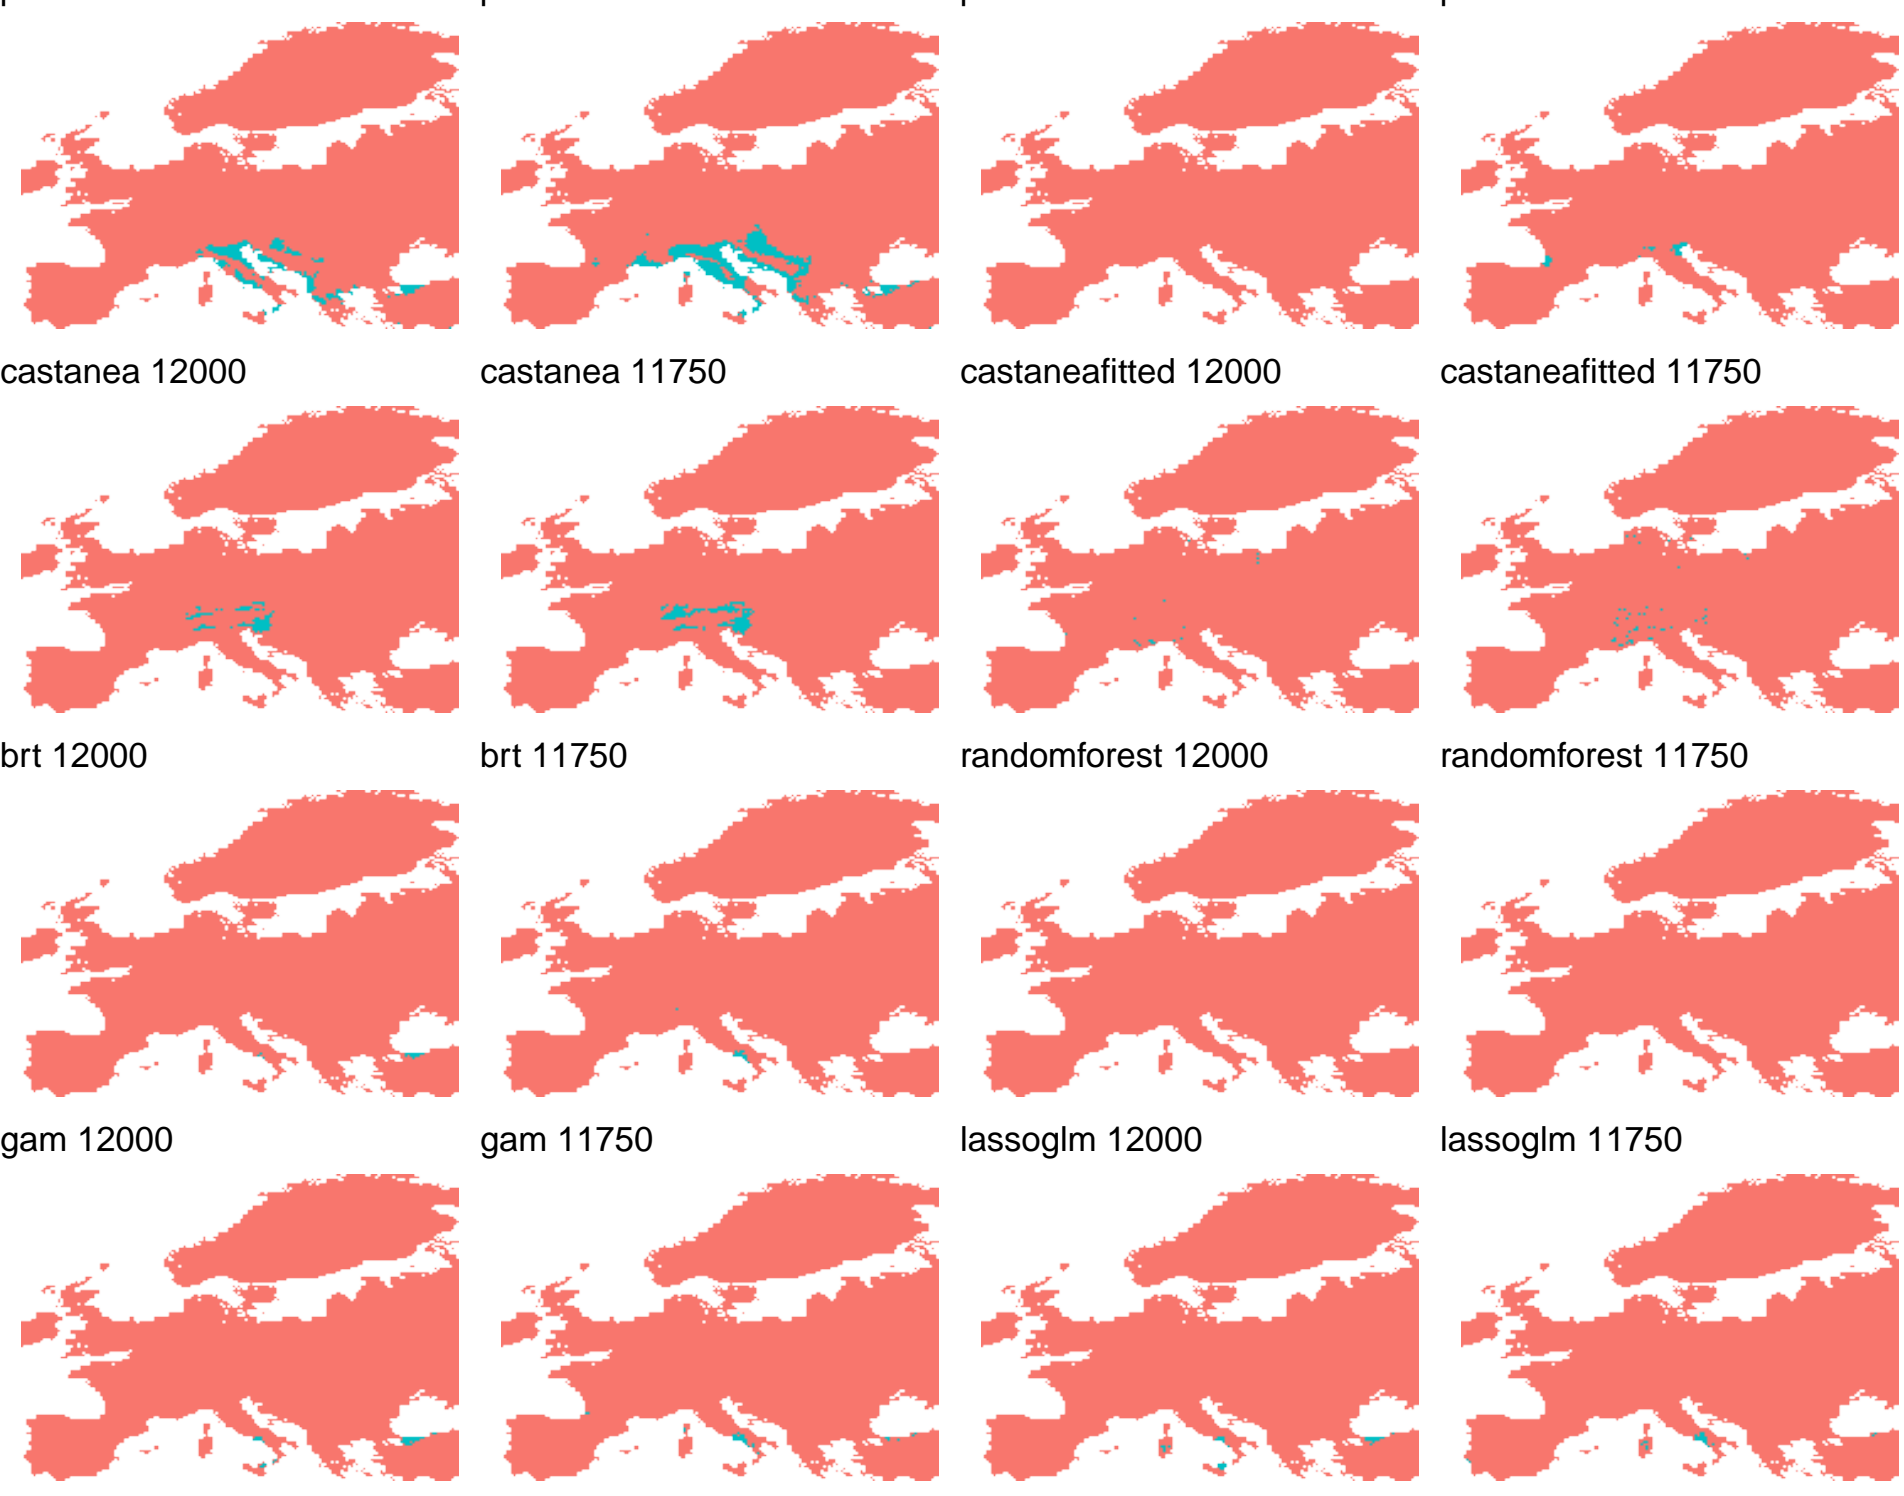 castanea 12000
castanea 11750
castaneafitted 12000
castaneafitted 11750
brt 12000
brt 11750
randomforest 12000
randomforest 11750
gam 12000
gam 11750
lassoglm 12000
lassoglm 11750